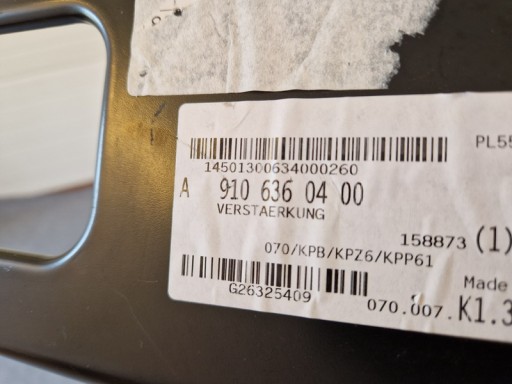 PL55
14501300634000260
A 910 636 04 00
VERSTAERKUNG
158873 (1)
070/KPB/KPZ6/KPP61
G26325409
Made
070.007. K1.3